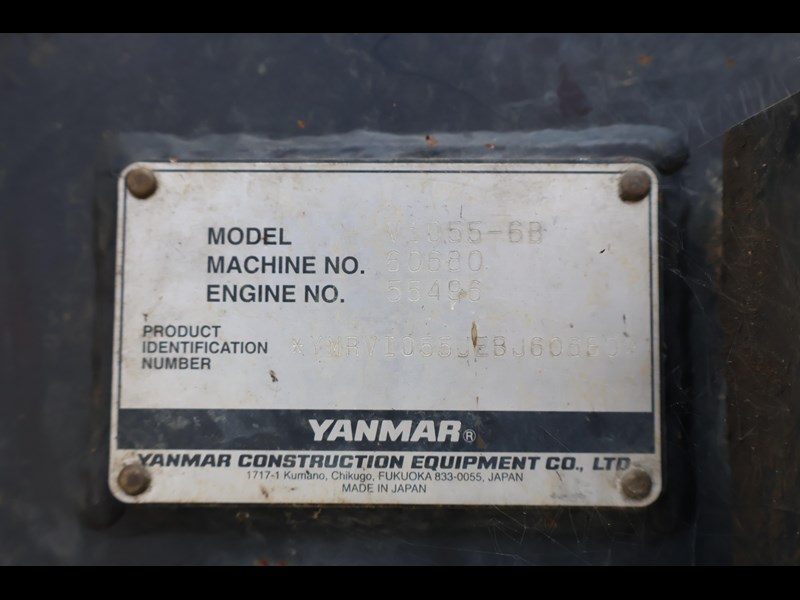 MODEL
MACHINE NO.
ENGINE NO.
PRODUCT
IDENTIFICATION
NUMBER
YANMAR®
YANMAR CONSTRUCTION EQUIPMENT CO., LTD
1717-1 Kumano, Chikugo, FUKUOKA 833-0055, JAPAN
MADE IN JAPAN